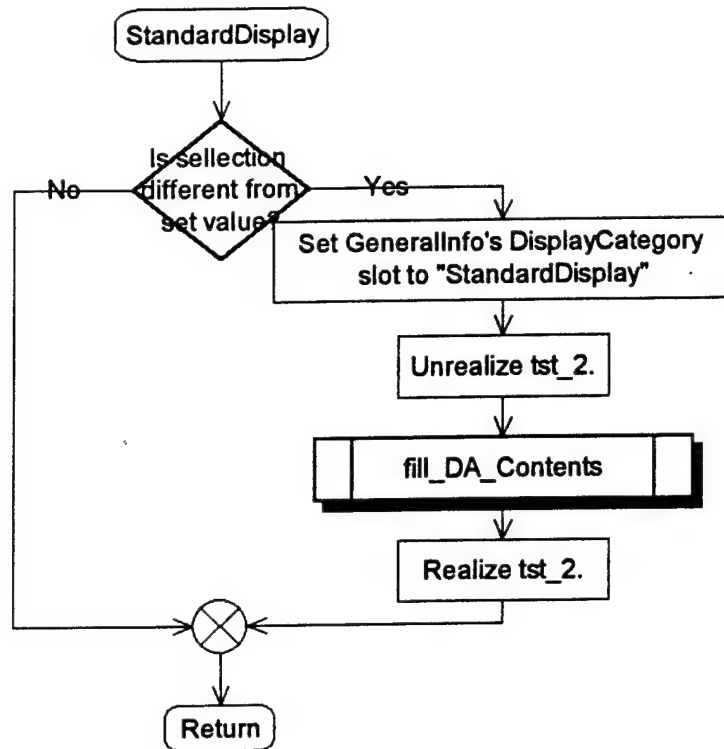 StandardDisplay
Is sellection
No
different from
Yes
set value?
Set GeneralInfo's DisplayCategory
slot to "StandardDisplay"
Unrealize tst_2.
fill_DA_Contents
Realize tst_2.
Return